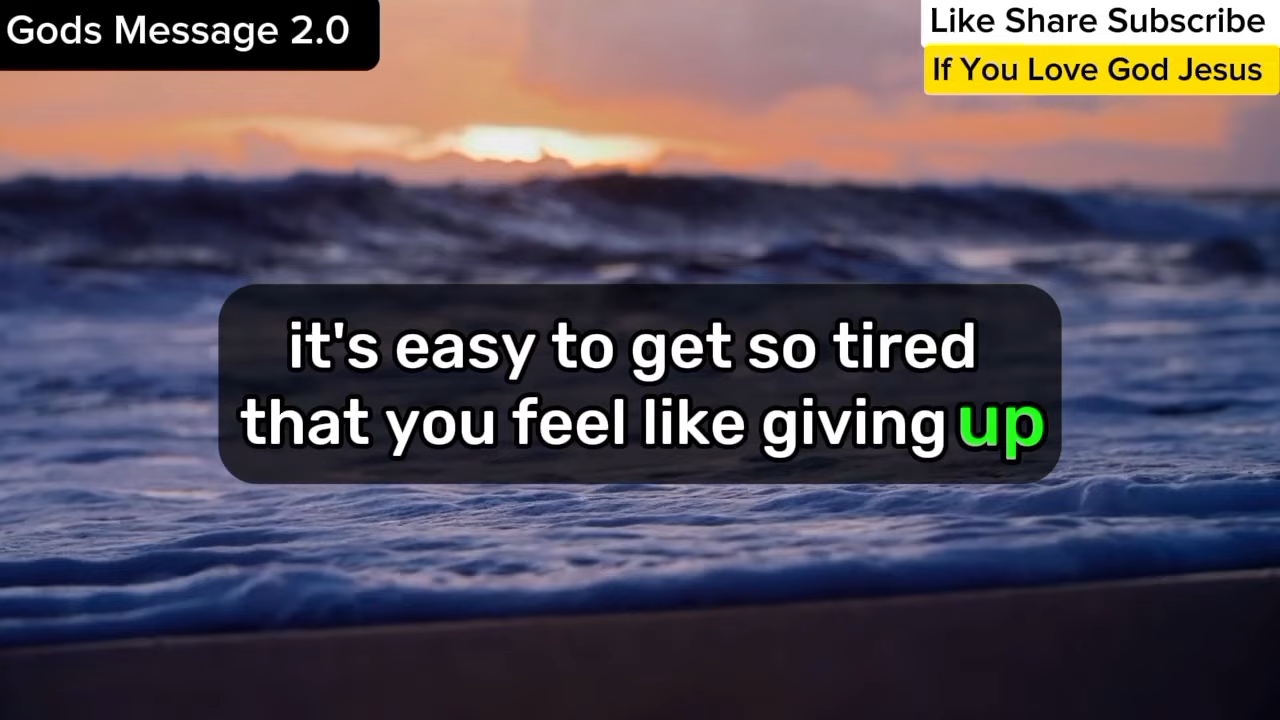 Gods Message 2.0
Like Share Subscribe
If You Love God Jesus
it's easy to get so tired
that you feel like giving up